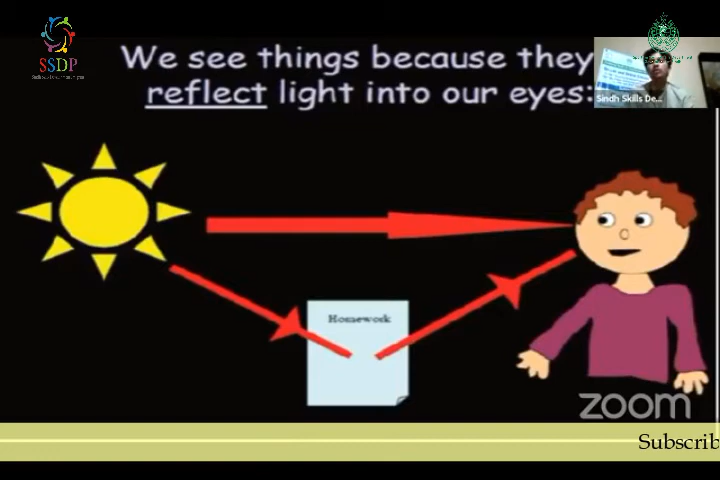 SSDP
We see things because they
reflect light into our eyes:
Sindh Skills De...
Homework
zoom
Subscrib